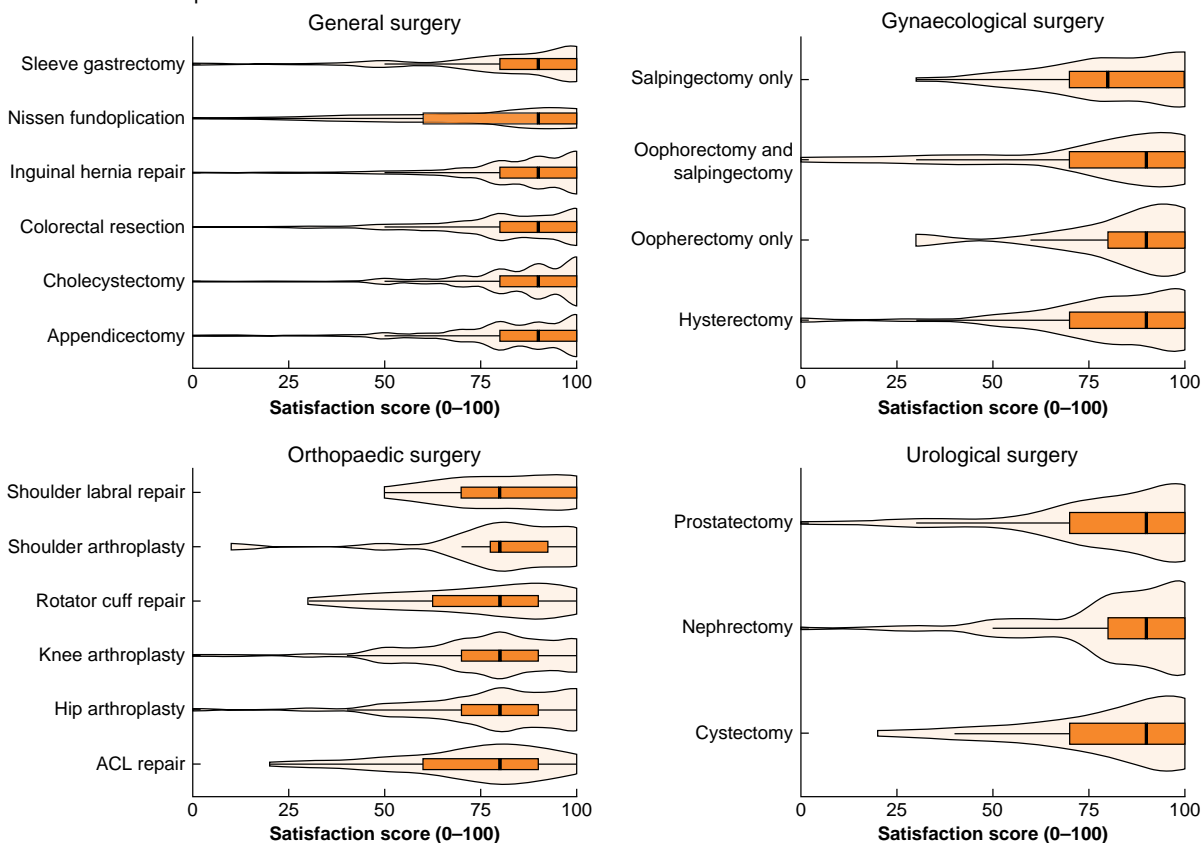 General surgery
Sleeve gastrectomy
Nissen fundoplication
Inguinal hernia repair
Colorectal resection
Cholecystectomy
Appendicectomy
0 25 50 75 100
Satisfaction score (0–100)
Gynaecological surgery
Salpingectomy only
Oophorectomy and
salpingectomy
Oopherectomy only
Hysterectomy
0 25 50 75 100
Satisfaction score (0–100)
Orthopaedic surgery
Shoulder labral repair
Shoulder arthroplasty
Rotator cuff repair
Knee arthroplasty
Hip arthroplasty
ACL repair
0 25 50 75 100
Satisfaction score (0–100)
Urological surgery
Prostatectomy
Nephrectomy
Cystectomy
0 25 50 75 100
Satisfaction score (0–100)